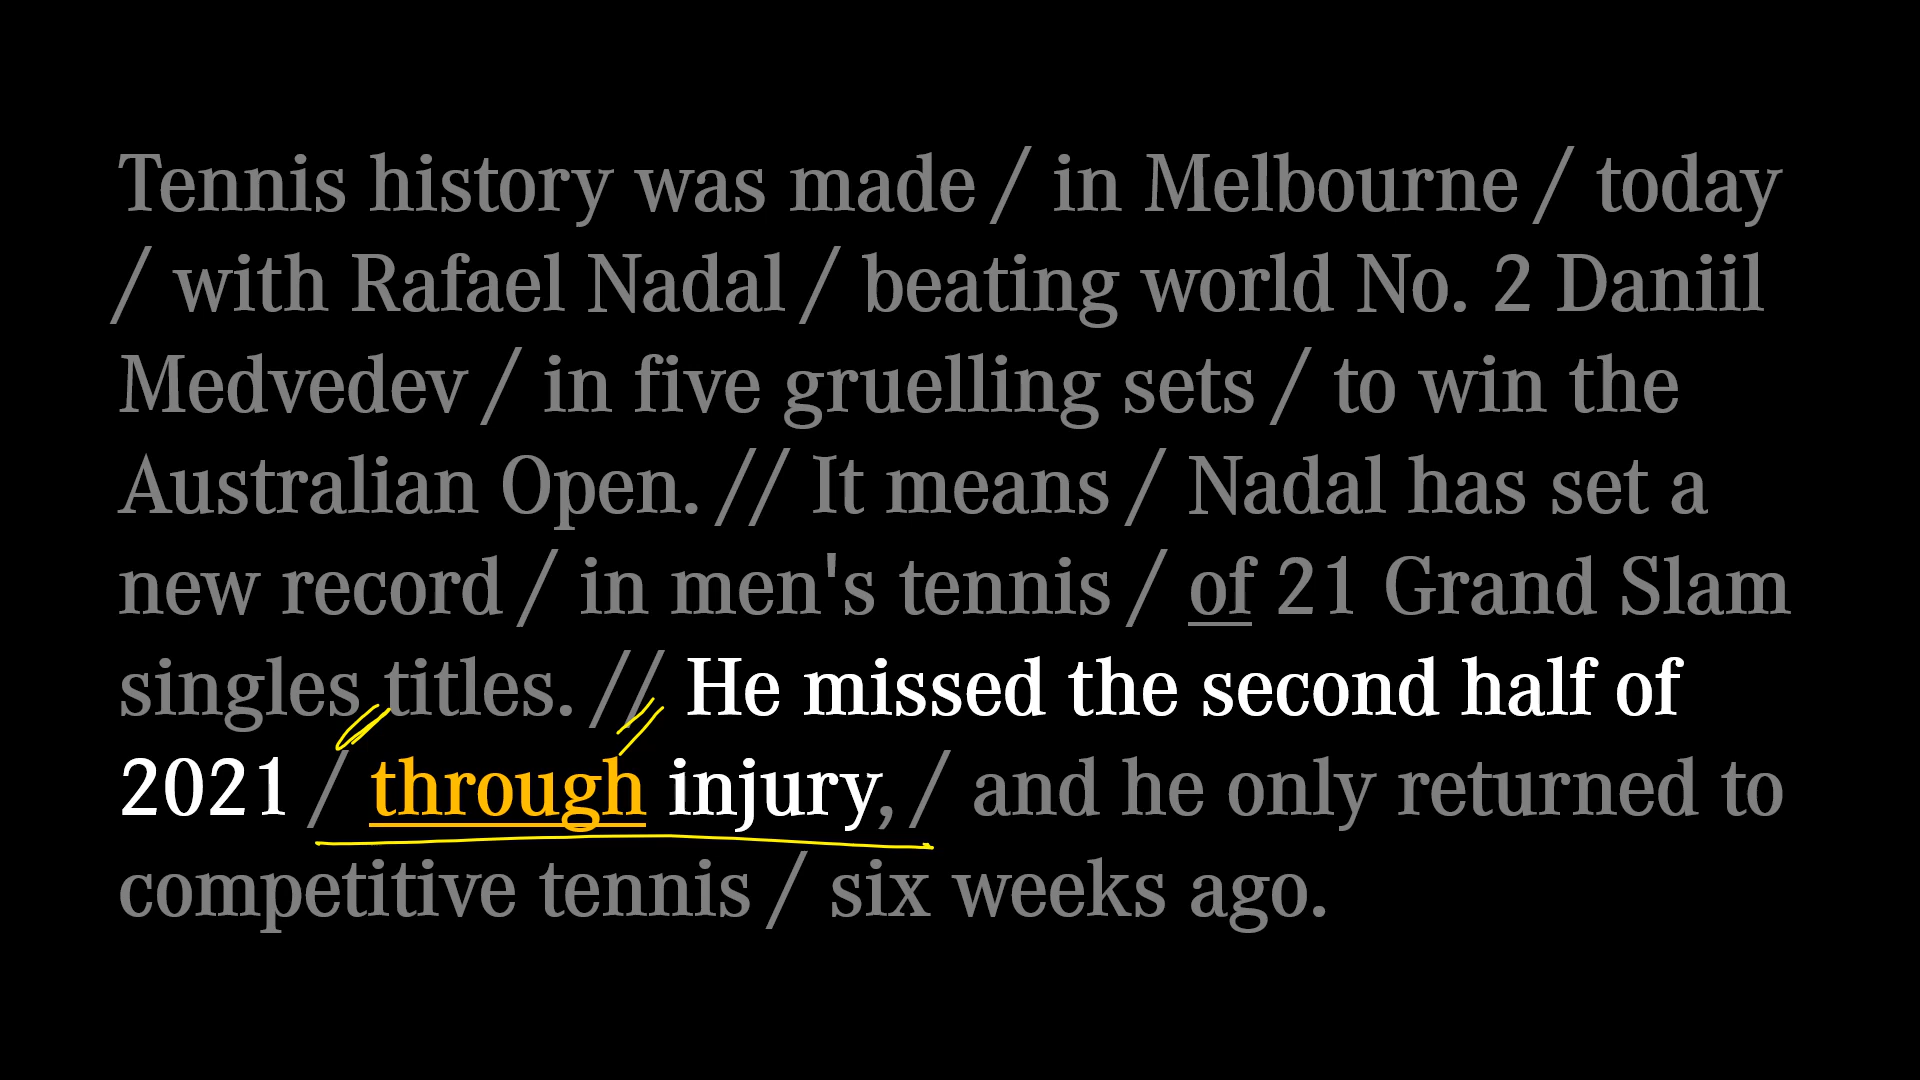 Tennis history was made / in Melbourne / today
/ with Rafael Nadal / beating world No. 2 Daniil
Medvedev / in five gruelling sets / to win the
Australian Open. // It means / Nadal has set a
new record / in men's tennis / of 21 Grand Slam
singles titles. // He missed the second half of
2021 / through injury, / and he only returned to
competitive tennis / six weeks ago.